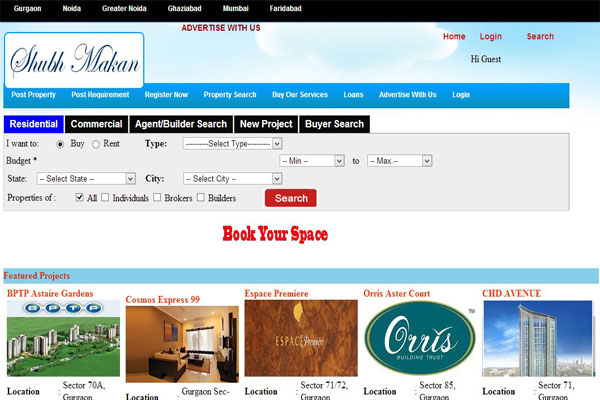 Gurgaon Noida Greater Noida Ghaziabad Mumbai Faridabad
ADVERTISE WITH US
Home Login Search
Shubh Makan
Hi Guest
Post Property Post Requirement Register Now Property Search Buy Our Services Loans Advertise With Us Login
Residential Commercial Agent/Builder Search New Project Buyer Search
I want to: Buy Rent Type: ----------Select Type----------
Budget * -- Min.-- to -- Max.--
State: -- Select State -- City: -- Select City --
Properties of : All Individuals Brokers Builders Search
Book Your Space
Featured Projects
BPTP Astaire Gardens
BPTP
Location : Sector 70A,
Gurgaon
Cosmos Express 99
Location : Gurgaon Sec-
Espace Premiere
ESPACE Premiere
Location : Sector 71/72,
Gurgaon
Orris Aster Court
Orris
TM
BUILDING TRUST
Location : Sector 85,
Gurgaon
CHD AVENUE
Location : Sector 71,
Gurgaon